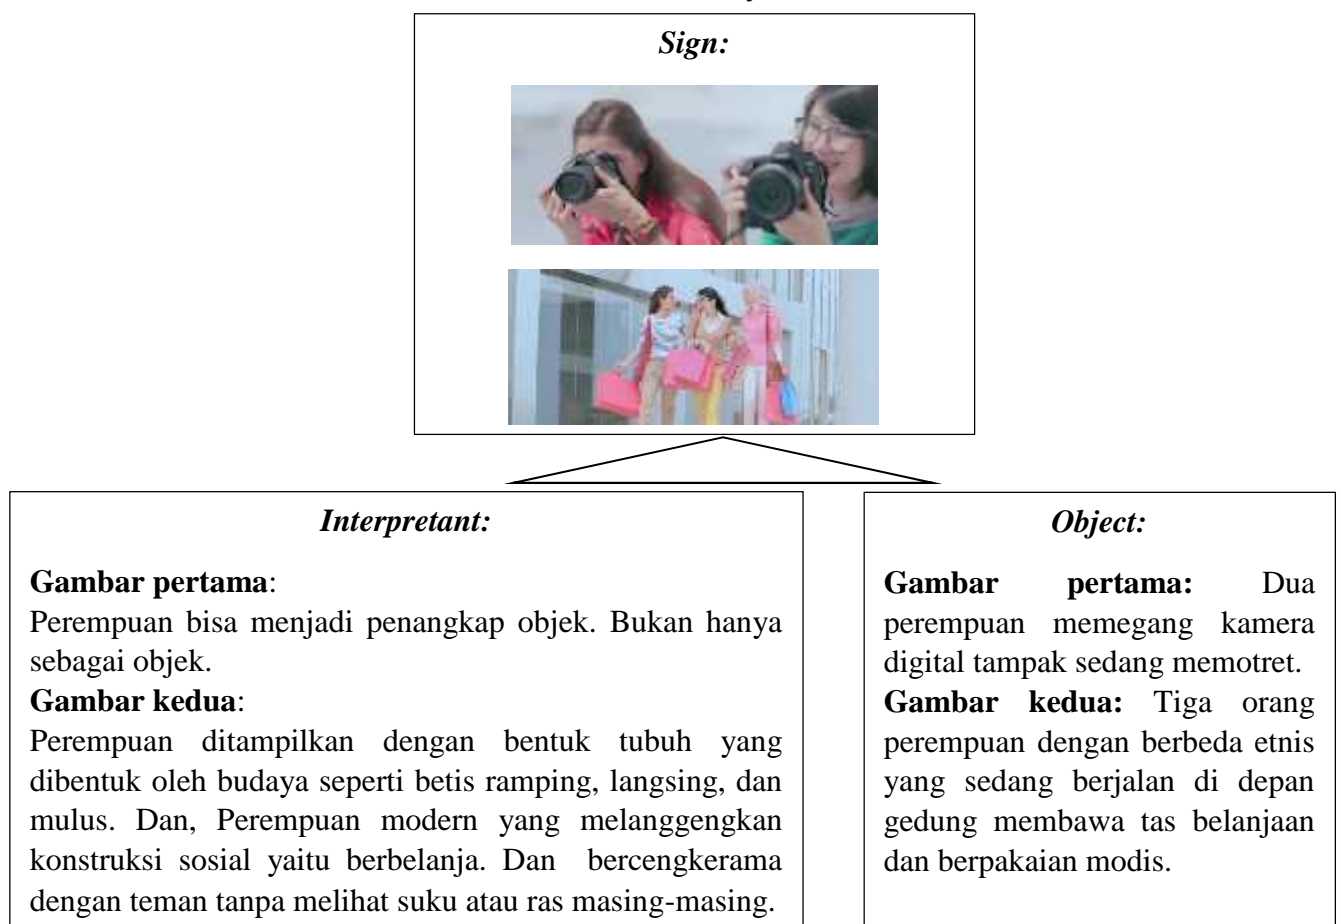 Sign:
Interpretant:
Gambar pertama:
Perempuan bisa menjadi penangkap objek. Bukan hanya
sebagai objek.
Gambar kedua:
Perempuan ditampilkan dengan bentuk tubuh yang
dibentuk oleh budaya seperti betis ramping, langsing, dan
mulus. Dan, Perempuan modern yang melanggengkan
konstruksi sosial yaitu berbelanja. Dan bercengkerama
dengan teman tanpa melihat suku atau ras masing-masing.
Object:
Gambar pertama: Dua
perempuan memegang kamera
digital tampak sedang memotret.
Gambar kedua: Tiga orang
perempuan dengan berbeda etnis
yang sedang berjalan di depan
gedung membawa tas belanjaan
dan berpakaian modis.